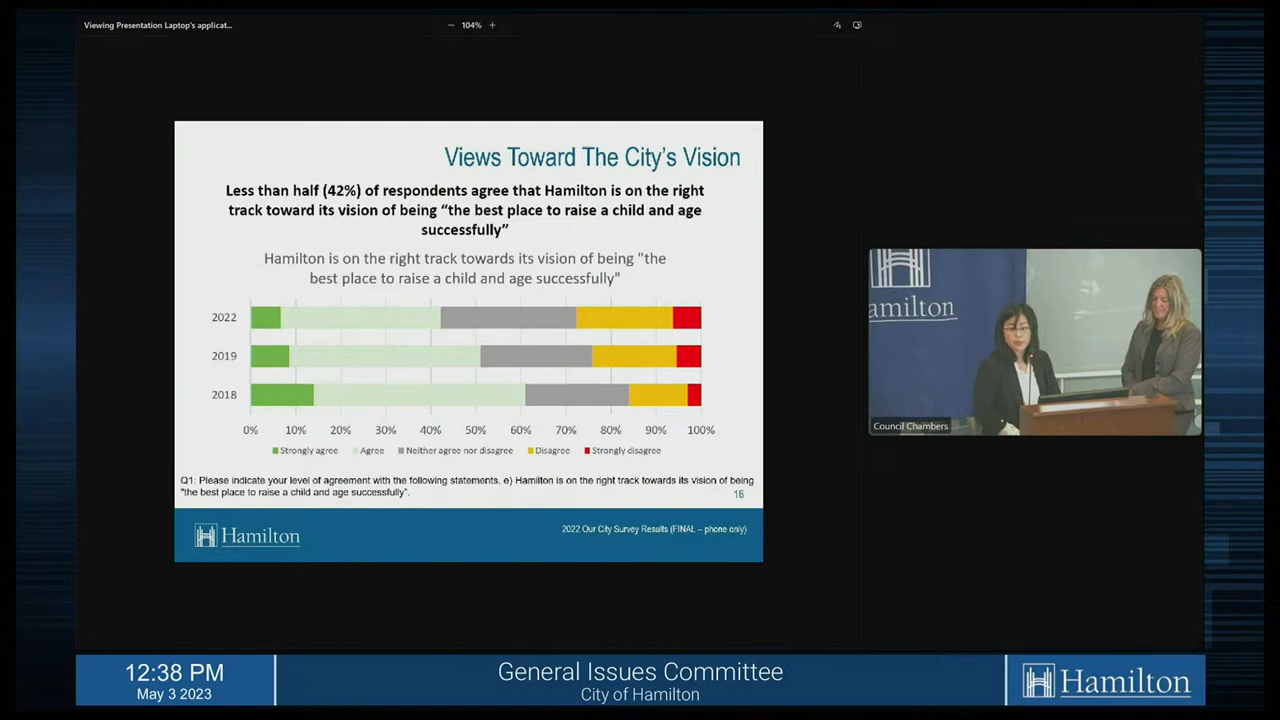 Viewing Presentation Laptop's applicat...
104%
Views Toward The City's Vision
Less than half (42%) of respondents agree that Hamilton is on the right
track toward its vision of being “the best place to raise a child and age
successfully”
Hamilton is on the right track towards its vision of being "the
best place to raise a child and age successfully"
2022
2019
2018
0% 10% 20% 30% 40% 50% 60% 70% 80% 90% 100%
Strongly agree Agree Neither agree nor disagree Disagree Strongly disagree
Q1: Please indicate your level of agreement with the following statements. e) Hamilton is on the right track towards its vision of being
"the best place to raise a child and age successfully".
16
Hamilton
2022 Our City Survey Results (FINAL – phone only)
amilton
Council Chambers
12:38 PM
May 3 2023
General Issues Committee
City of Hamilton
Hamilton